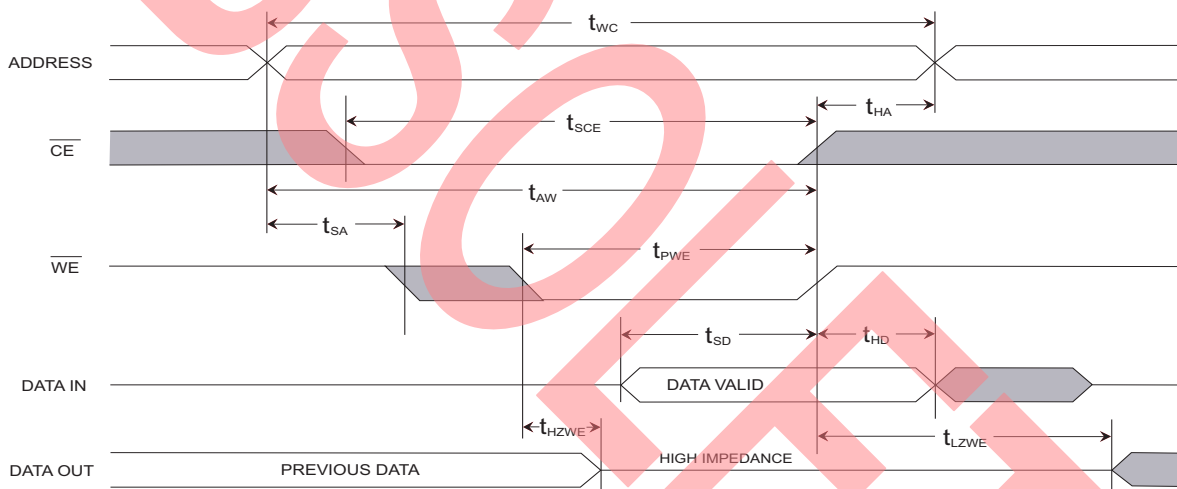 tWC
ADDRESS
tHA
tSCE
CE
tAW
tSA
tPWE
WE
tSD
tHD
DATA IN
DATA VALID
tHZWE
tLZWE
HIGH IMPEDANCE
DATA OUT
PREVIOUS DATA